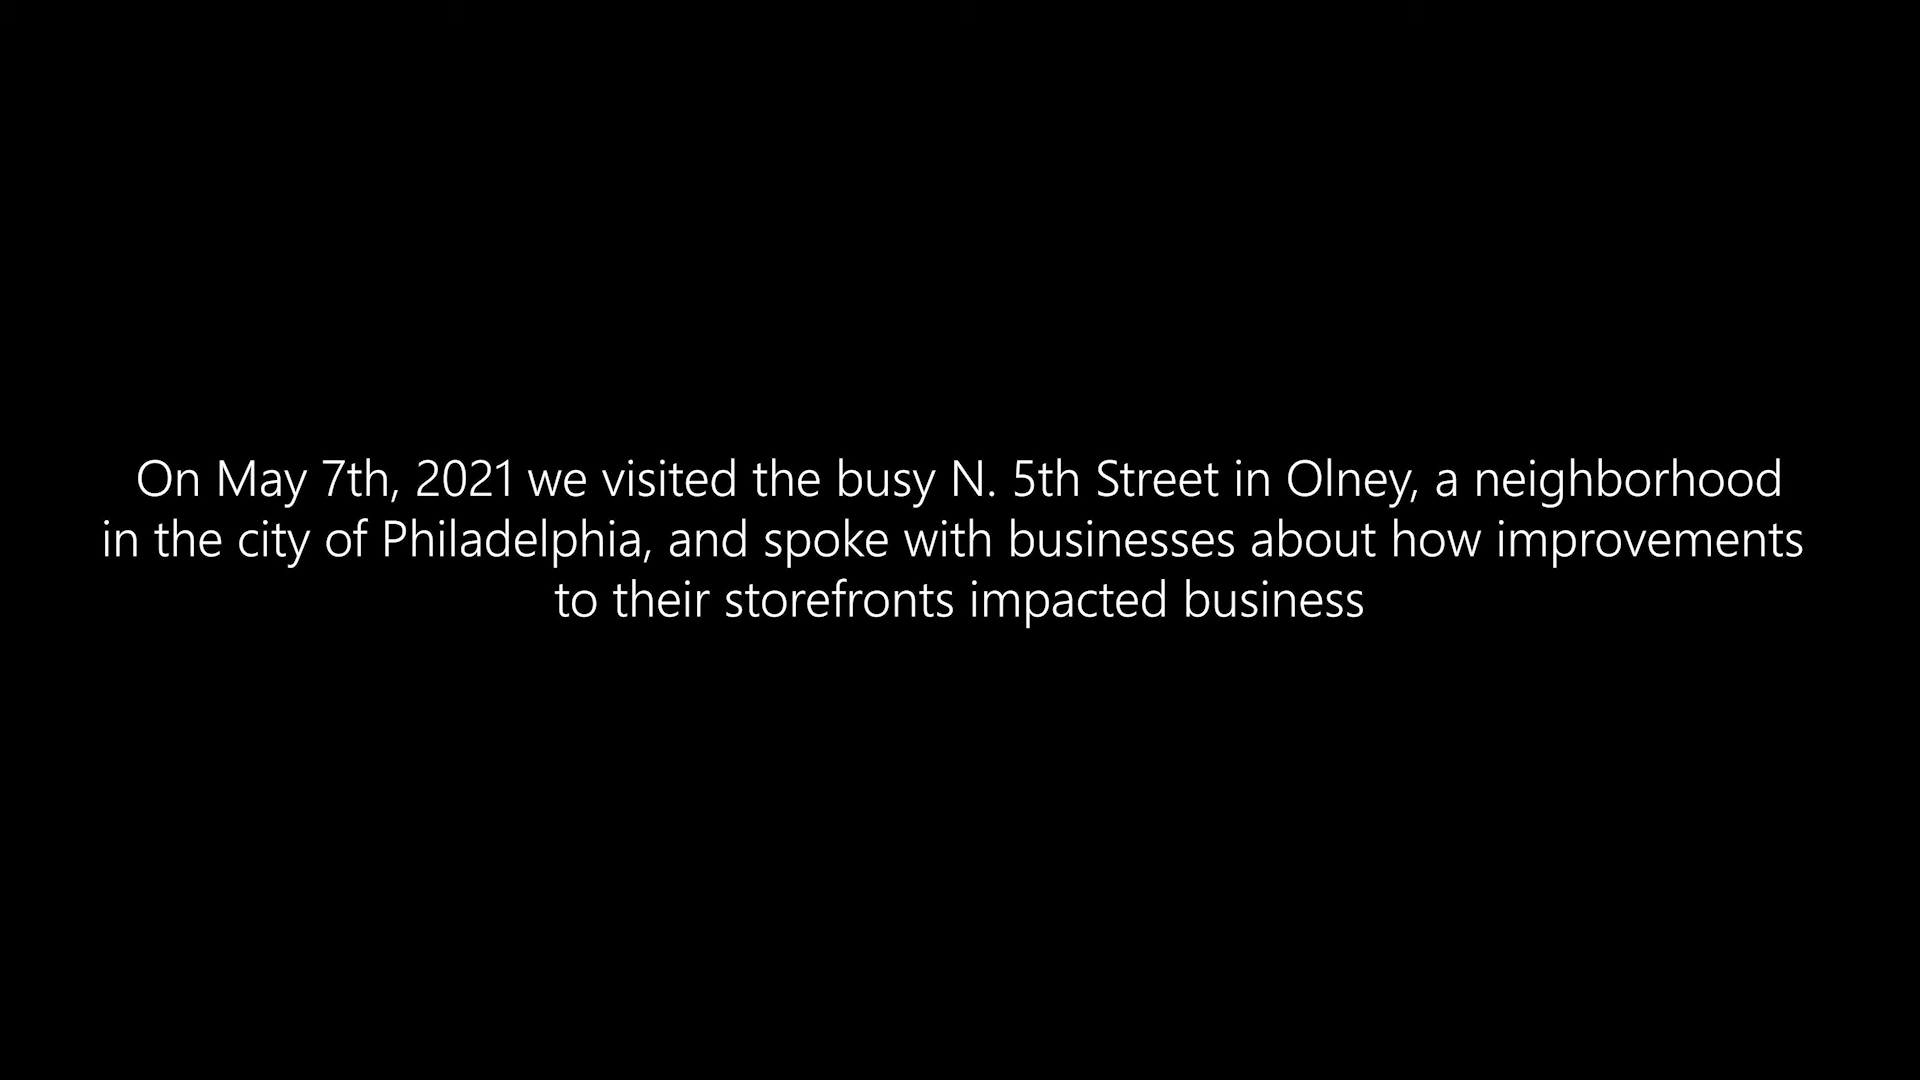 On May 7th, 2021 we visited the busy N. 5th Street in Olney, a neighborhood
in the city of Philadelphia, and spoke with businesses about how improvements
to their storefronts impacted business